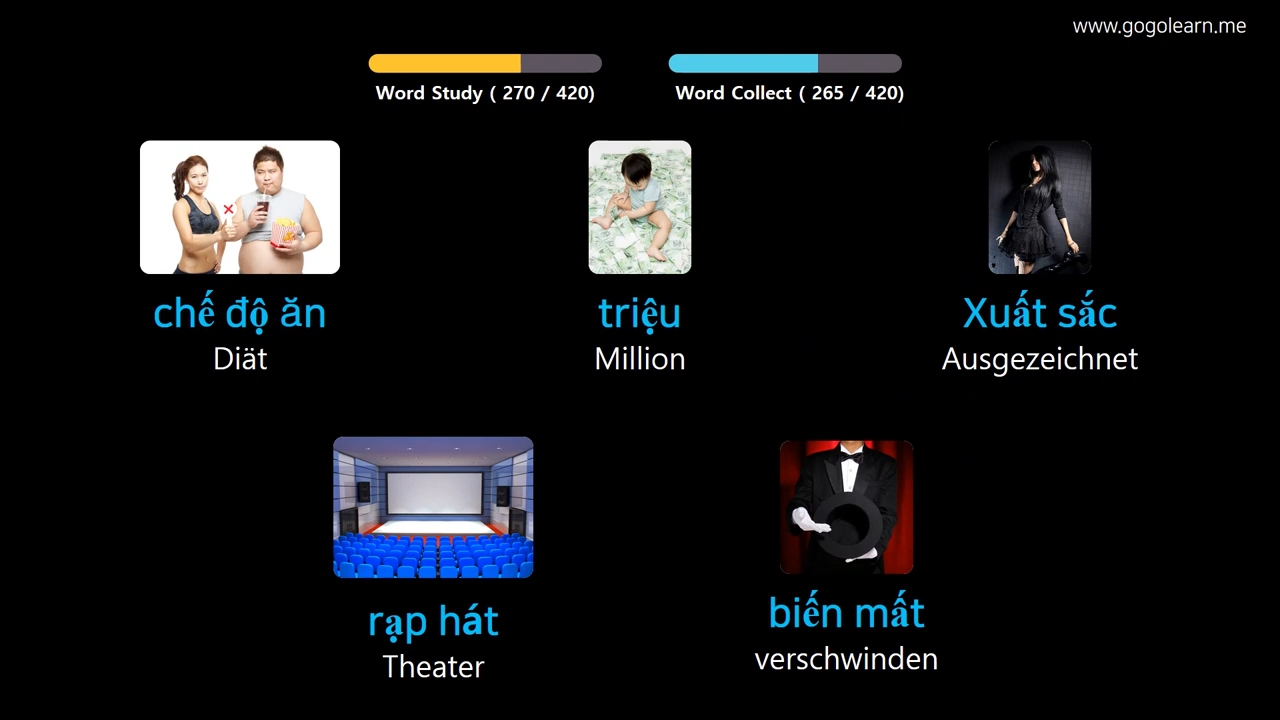 www.gogolearn.me
Word Study ( 270 / 420)
Word Collect ( 265 / 420)
chế độ ăn
Diät
triệu
Million
Xuất sắc
Ausgezeichnet
rạp hát
Theater
biến mất
verschwinden